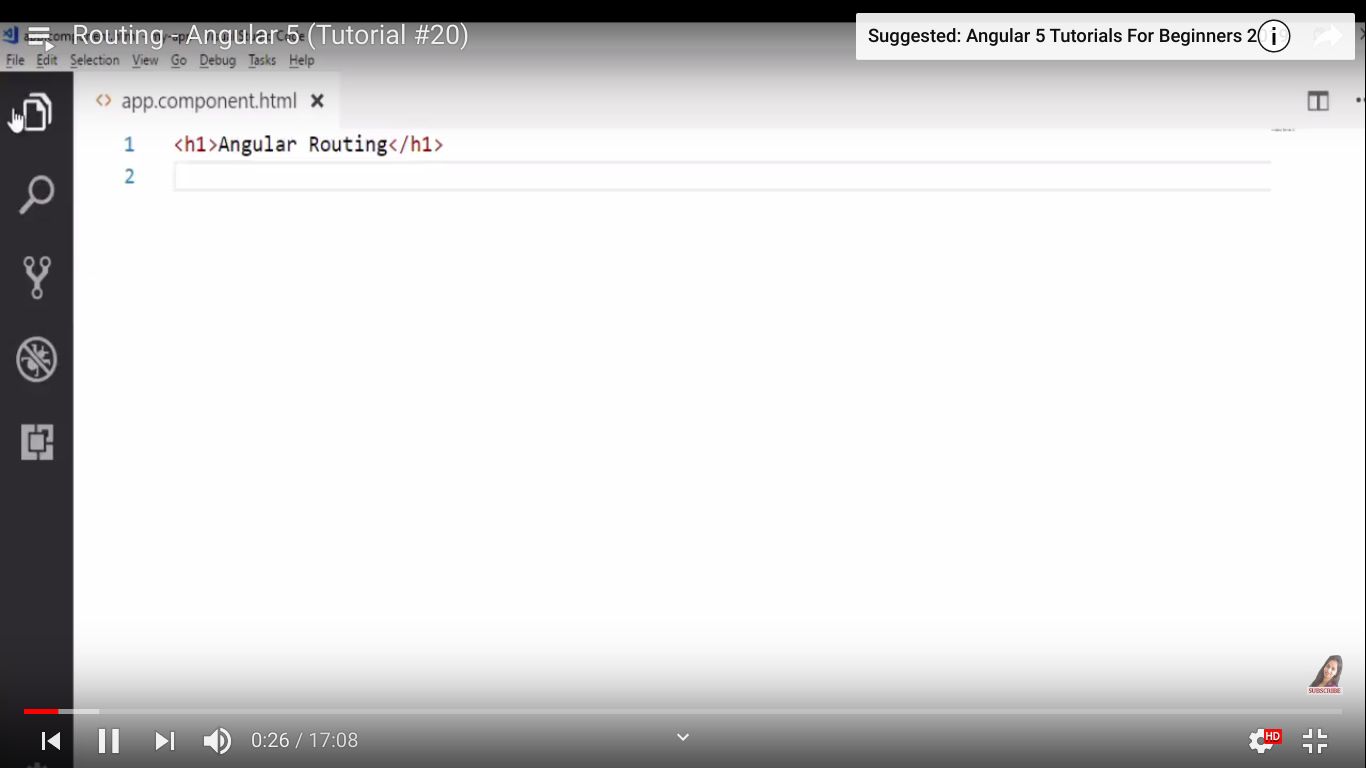 Routing - Angular 5 (Tutorial #20)
Suggested: Angular 5 Tutorials For Beginners 2
File Edit Selection View Go Debug Tasks Help
app.component.html
1 <h1>Angular Routing</h1>
2
SUBSCRIBE
0:26 / 17:08
HD